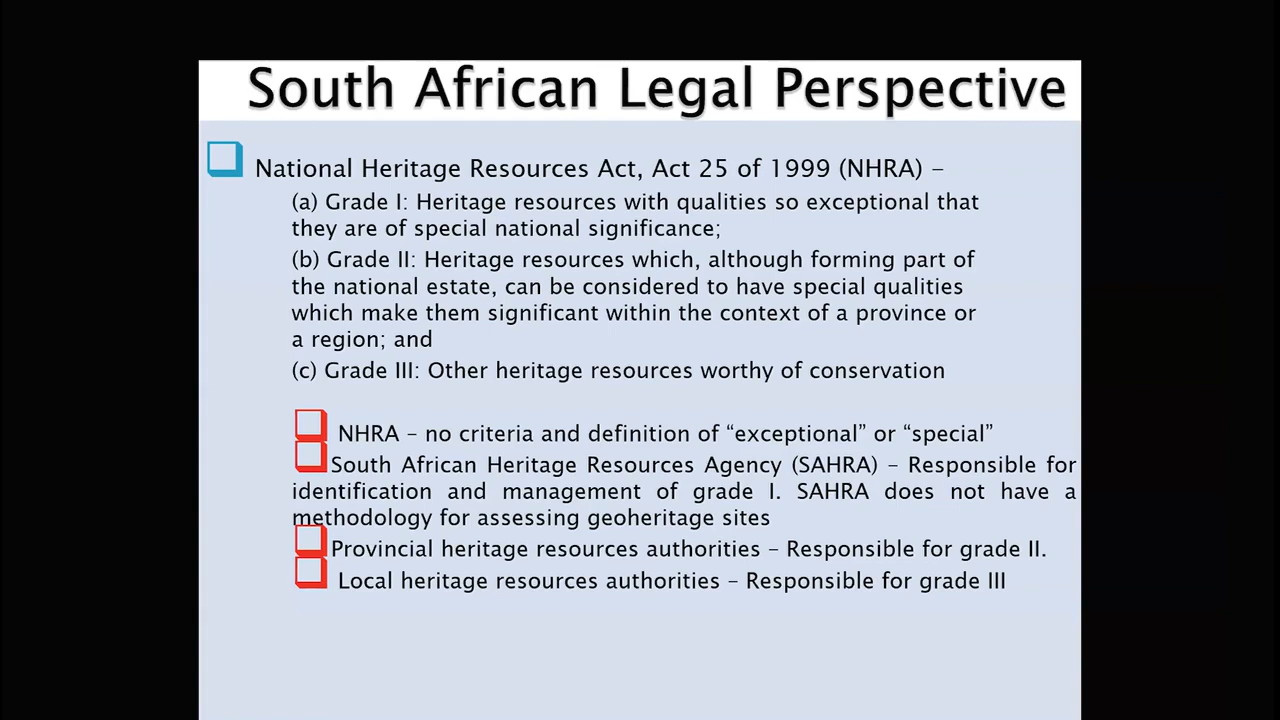 South African Legal Perspective
National Heritage Resources Act, Act 25 of 1999 (NHRA) –
(a) Grade I: Heritage resources with qualities so exceptional that
they are of special national significance;
(b) Grade II: Heritage resources which, although forming part of
the national estate, can be considered to have special qualities
which make them significant within the context of a province or
a region; and
(c) Grade III: Other heritage resources worthy of conservation
NHRA – no criteria and definition of “exceptional” or “special”
South African Heritage Resources Agency (SAHRA) – Responsible for
identification and management of grade I. SAHRA does not have a
methodology for assessing geoheritage sites
Provincial heritage resources authorities – Responsible for grade II.
Local heritage resources authorities – Responsible for grade III